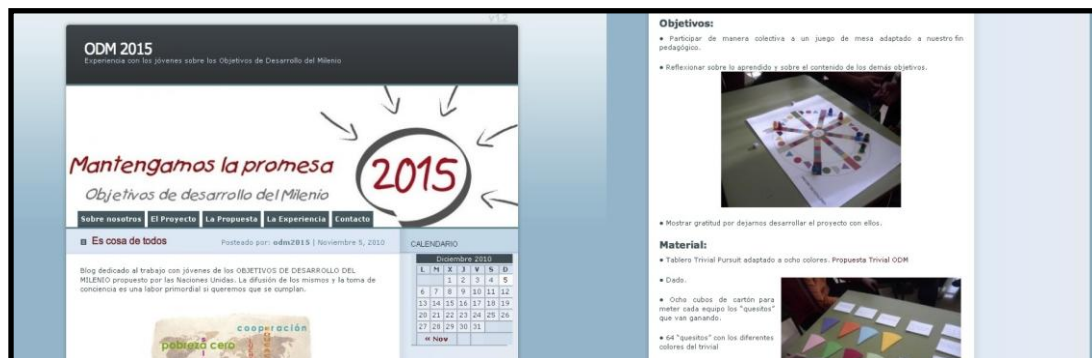 v1.2
ODM 2015
Experiencia con los jóvenes sobre los Objetivos de Desarrollo del Milenio
Mantengamos la promesa
Objetivos de desarrollo del Milenio
2015
Sobre nosotros El Proyecto La Propuesta La Experiencia Contacto
Es cosa de todos
Posteado por: odm2015 | Noviembre 5, 2010
Blog dedicado al trabajo con jóvenes de los OBJETIVOS DE DESARROLLO DEL
MILENIO propuesto por las Naciones Unidas. La difusión de los mismos y la toma de
conciencia es una labor primordial si queremos que se cumplan.
cooperación
pobreza cero
CALENDARIO
Diciembre 2010
L M X J V S D
1 2 3 4 5
6 7 8 9 10 11 12
13 14 15 16 17 18 19
20 21 22 23 24 25 26
27 28 29 30 31
« Nov
Objetivos:
• Participar de manera colectiva a un juego de mesa adaptado a nuestro fin
pedagógico.
• Reflexionar sobre lo aprendido y sobre el contenido de los demás objetivos.
• Mostrar gratitud por dejarnos desarrollar el proyecto con ellos.
Material:
• Tablero Trivial Pursuit adaptado a ocho colores. Propuesta Trivial ODM
• Dado.
• Ocho cubos de cartón para
meter cada equipo los "quesitos"
que van ganando.
• 64 "quesitos" con los diferentes
colores del trivial